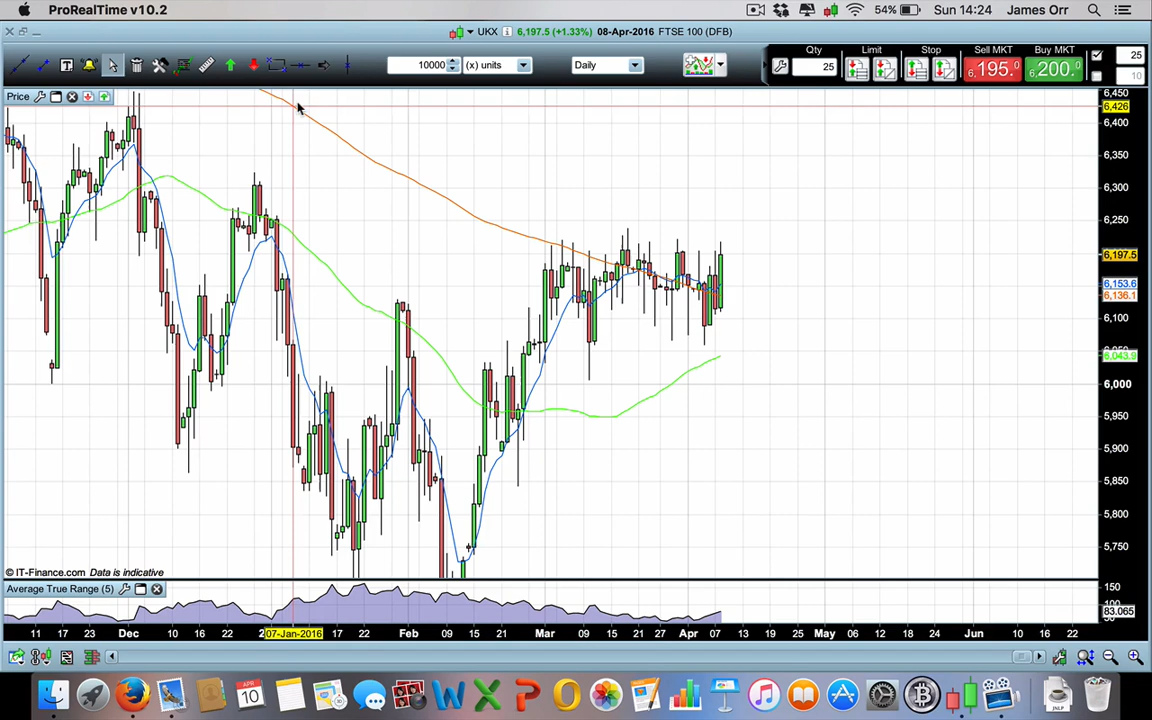 ProRealTime v10.2
54%
Sun 14:24
James Orr
UKX
6,197.5 (+1.33%)
08-Apr-2016
FTSE 100 (DFB)
10000
(x) units
Daily
Qty
25
Limit
Stop
Sell MKT
6,195.0
Buy MKT
6,200.0
25
10
Price
6,450
6,426
6,400
6,350
6,300
6,250
6,197.5
6,153.6
6,136.1
6,100
6,043.9
6,000
5,950
5,900
5,850
5,800
5,750
© IT-Finance.com Data is indicative
Average True Range (5)
150
83.065
11 17 23 Dec 10 16 22 07-Jan-2016 17 22 Feb 09 15 21 Mar 09 15 21 27 Apr 07 13 19 25 May 06 12 18 24 Jun 10 16 22
APR
10
JNLP